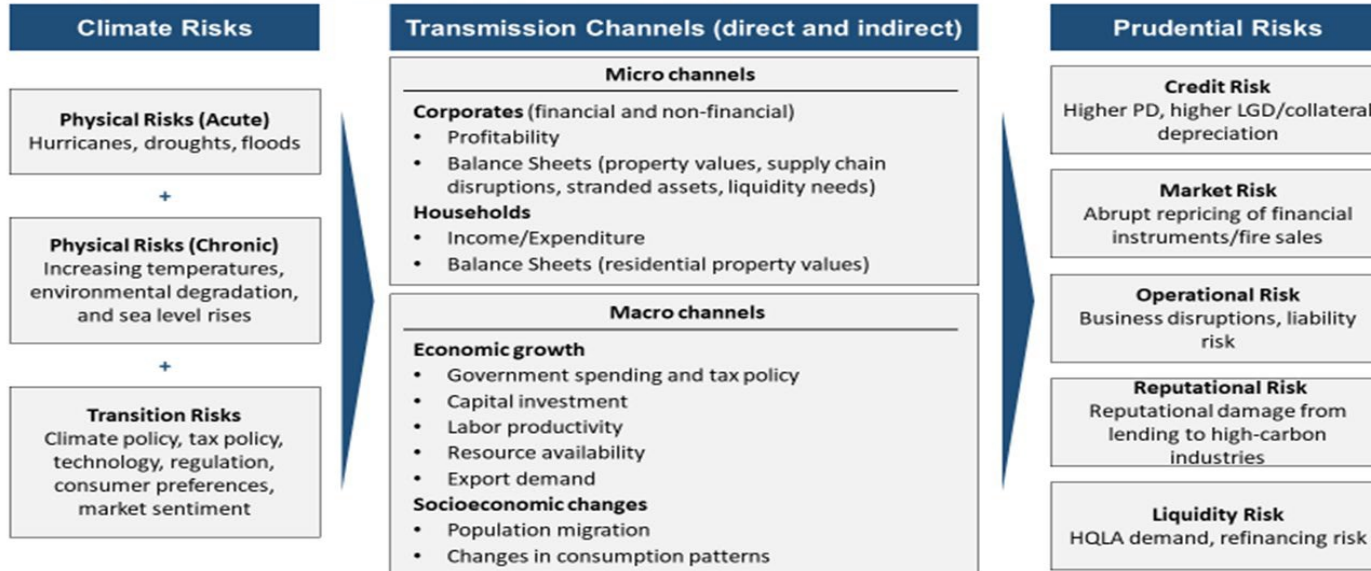 Climate Risks
Physical Risks (Acute)
Hurricanes, droughts, floods
+
Physical Risks (Chronic)
Increasing temperatures,
environmental degradation,
and sea level rises
+
Transition Risks
Climate policy, tax policy,
technology, regulation,
consumer preferences,
market sentiment
Transmission Channels (direct and indirect)
Micro channels
Corporates (financial and non-financial)
• Profitability
• Balance Sheets (property values, supply chain
disruptions, stranded assets, liquidity needs)
Households
• Income/Expenditure
• Balance Sheets (residential property values)
Macro channels
Economic growth
• Government spending and tax policy
• Capital investment
• Labor productivity
• Resource availability
• Export demand
Socioeconomic changes
• Population migration
• Changes in consumption patterns
Prudential Risks
Credit Risk
Higher PD, higher LGD/collateral
depreciation
Market Risk
Abrupt repricing of financial
instruments/fire sales
Operational Risk
Business disruptions, liability
risk
Reputational Risk
Reputational damage from
lending to high-carbon
industries
Liquidity Risk
HQLA demand, refinancing risk